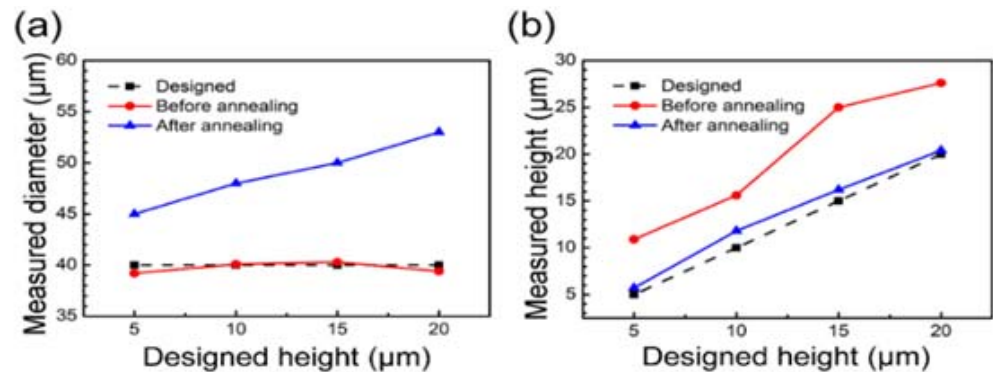 (a)
Measured diameter (μm)
60
55
50
45
40
35
Designed
Before annealing
After annealing
5 10 15 20
Designed height (μm)
(b)
Measured height (μm)
30
25
20
15
10
5
Designed
Before annealing
After annealing
5 10 15 20
Designed height (μm)